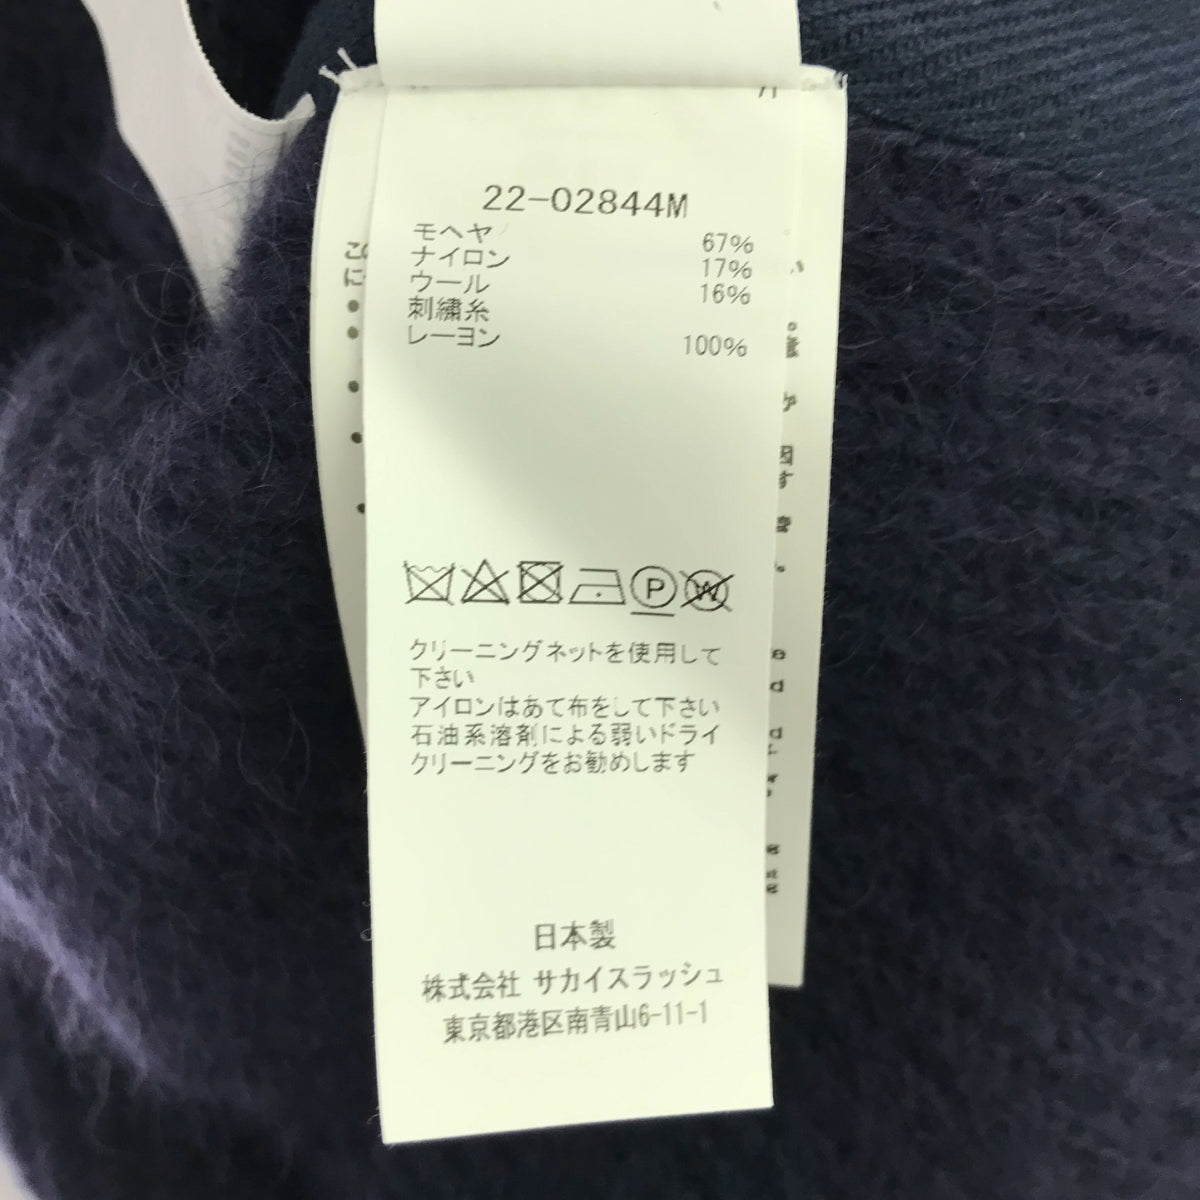 22-02844M
モヘヤ 67%
ナイロン 17%
ウール 16%
刺繍糸
レーヨン 100%
P W
クリーニングネットを使用して
下さい
アイロンはあて布をして下さい
石油系溶剤による弱いドライ
クリーニングをお勧めします
日本製
株式会社 サカイスラッシュ
東京都港区南青山6-11-1